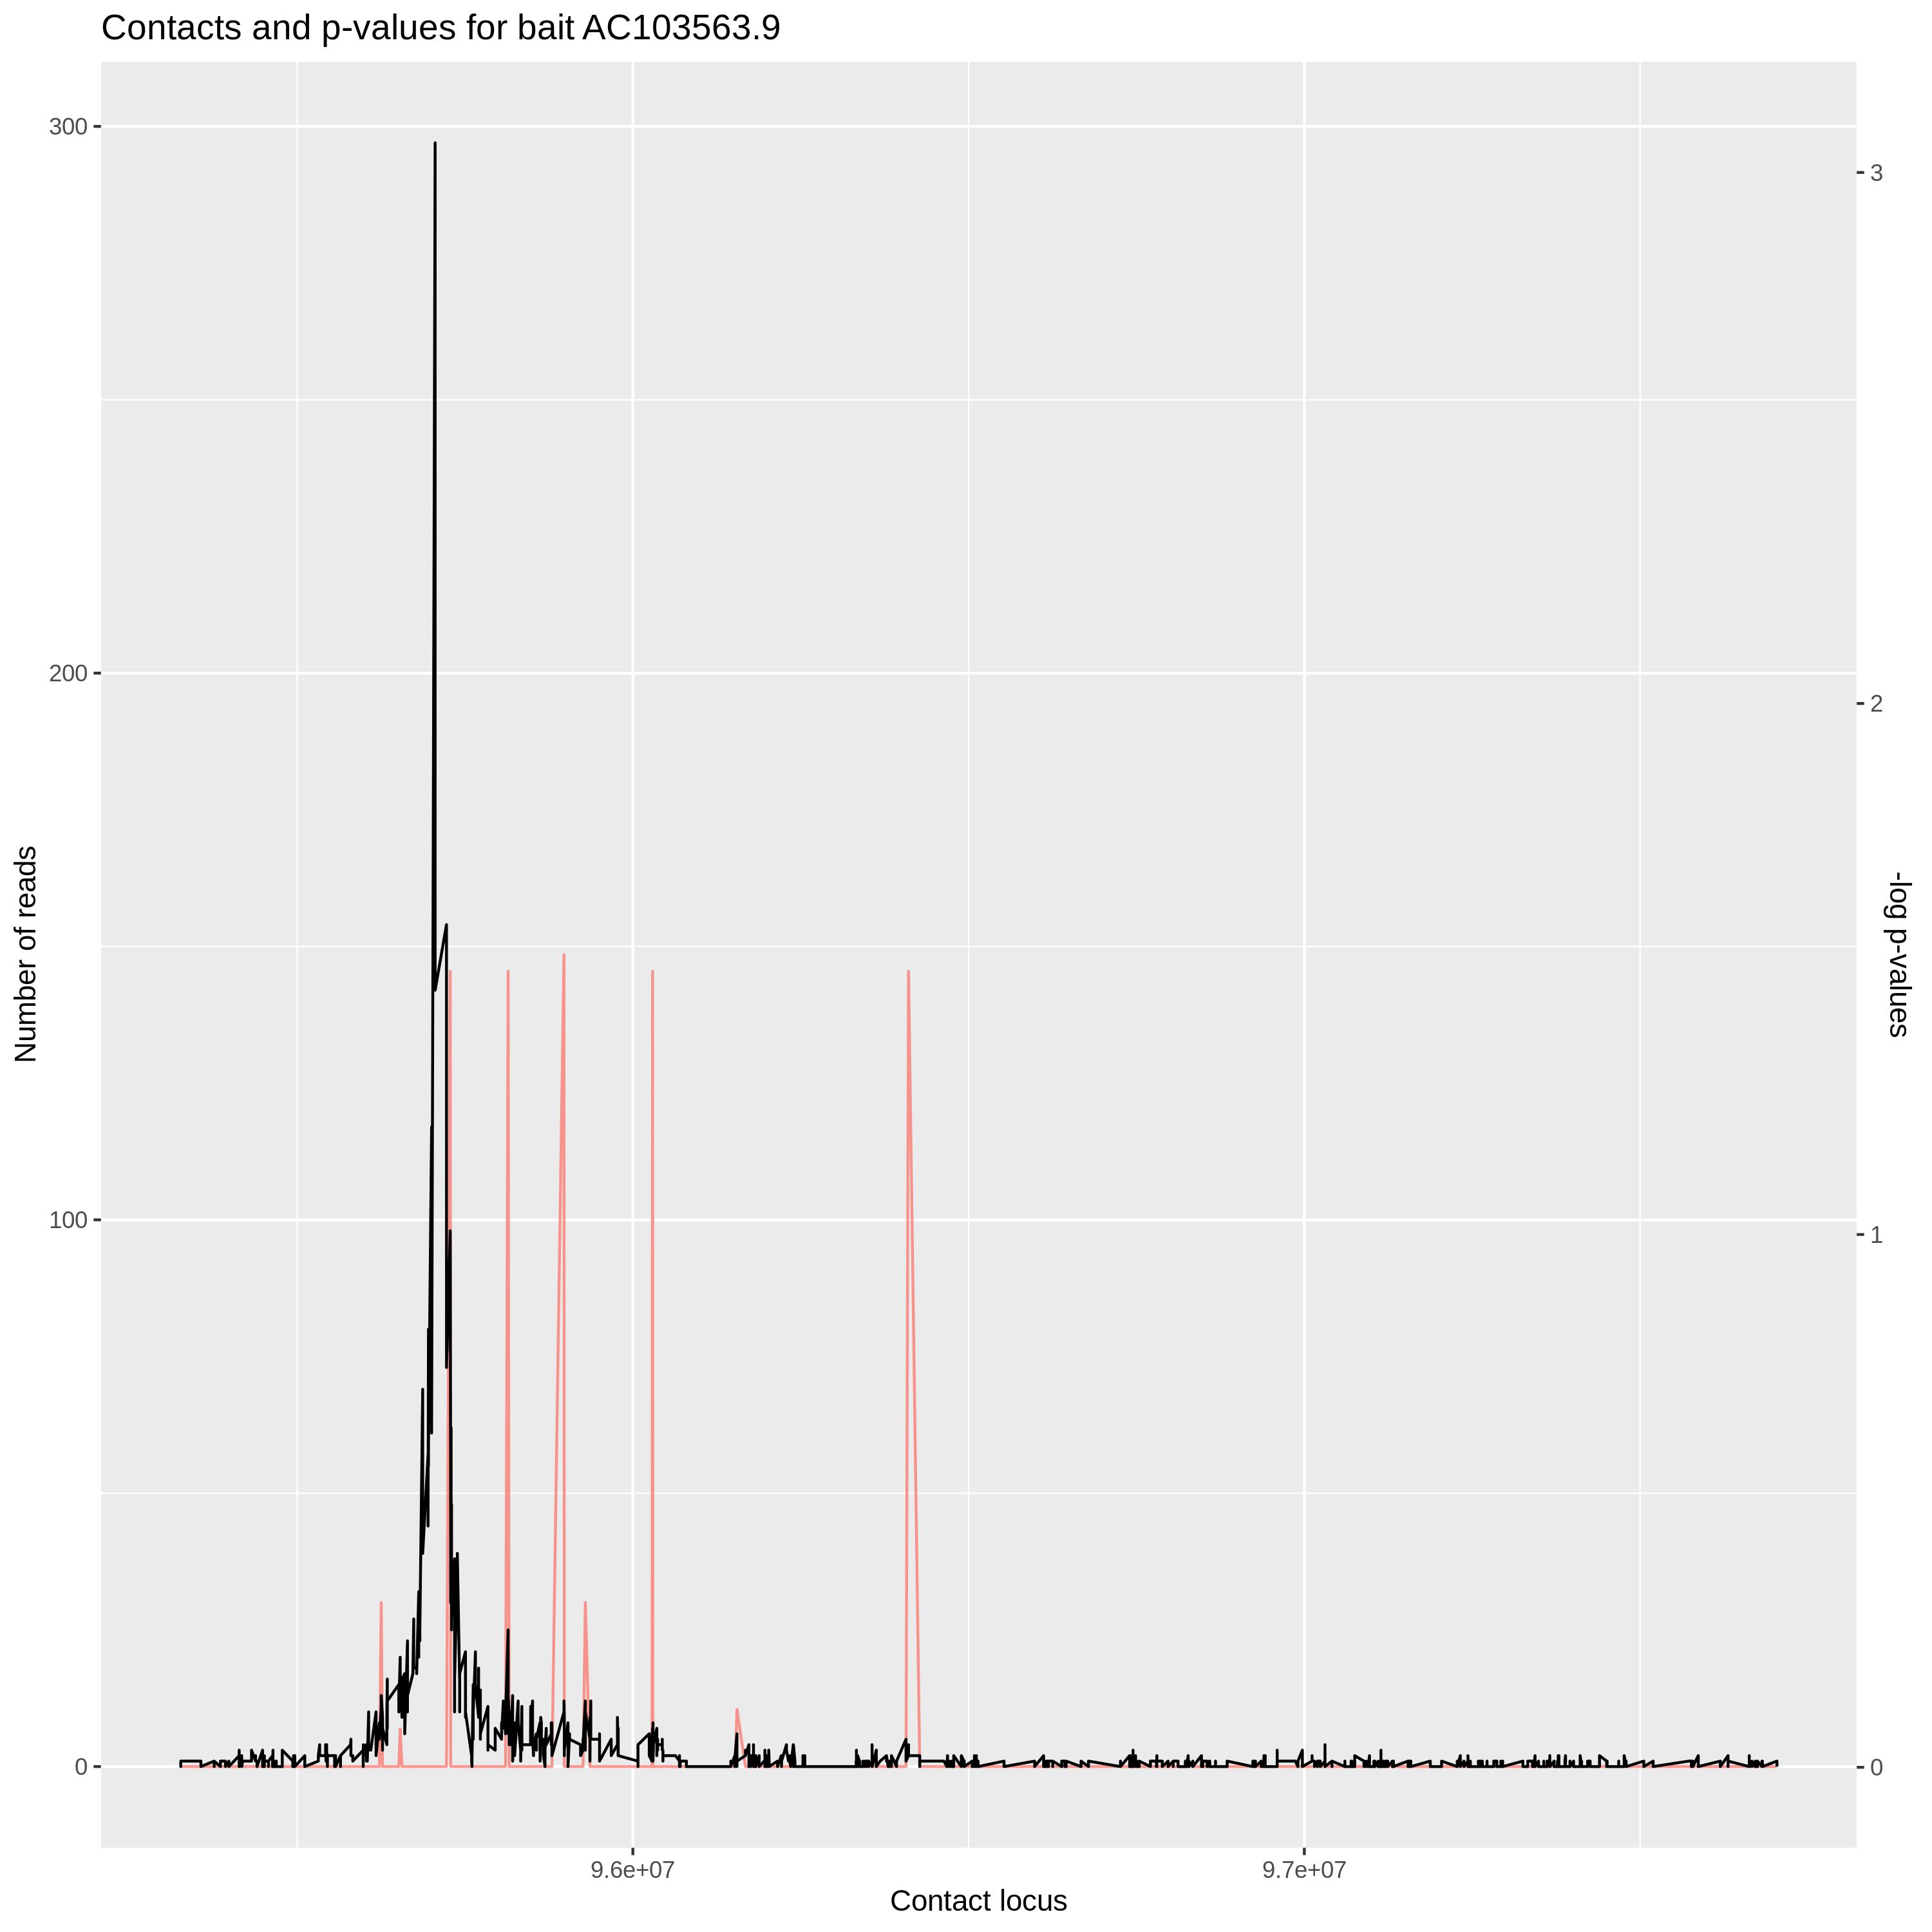 Contacts and p-values for bait AC103563.9
300
200
100
0
3
2
1
0
Number of reads
-log p-values
9.6e+07
9.7e+07
Contact locus